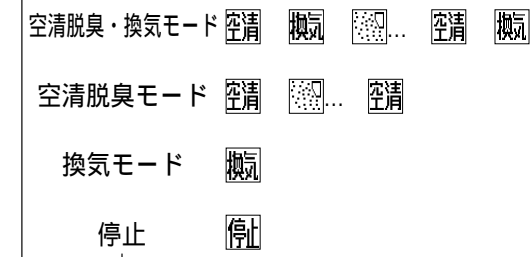 空清脱臭・換気モード 空清 換気 ... 空清 換気
空清脱臭モード 空清 ... 空清
換気モード 換気
停止 停止